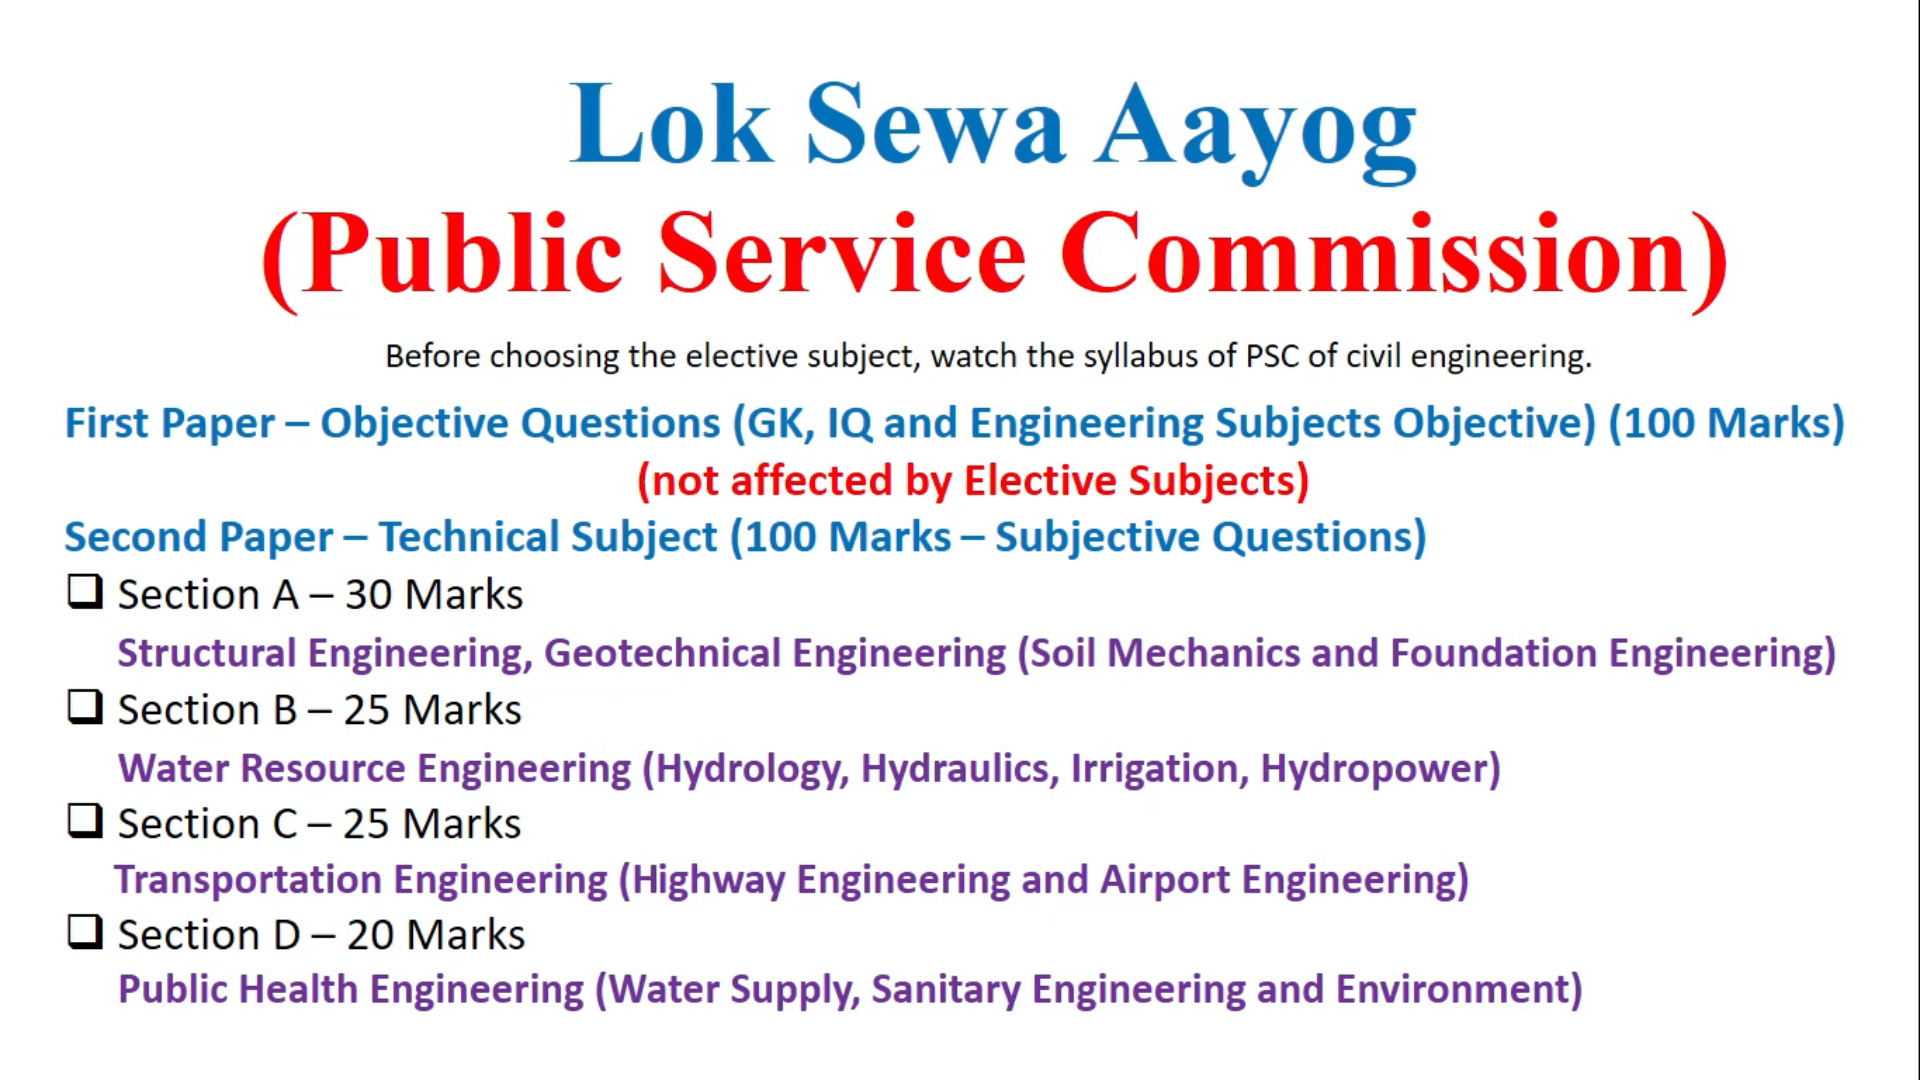 Lok Sewa Aayog
(Public Service Commission)
Before choosing the elective subject, watch the syllabus of PSC of civil engineering.
First Paper – Objective Questions (GK, IQ and Engineering Subjects Objective) (100 Marks)
(not affected by Elective Subjects)
Second Paper – Technical Subject (100 Marks – Subjective Questions)
❑ Section A – 30 Marks
Structural Engineering, Geotechnical Engineering (Soil Mechanics and Foundation Engineering)
❑ Section B – 25 Marks
Water Resource Engineering (Hydrology, Hydraulics, Irrigation, Hydropower)
❑ Section C – 25 Marks
Transportation Engineering (Highway Engineering and Airport Engineering)
❑ Section D – 20 Marks
Public Health Engineering (Water Supply, Sanitary Engineering and Environment)